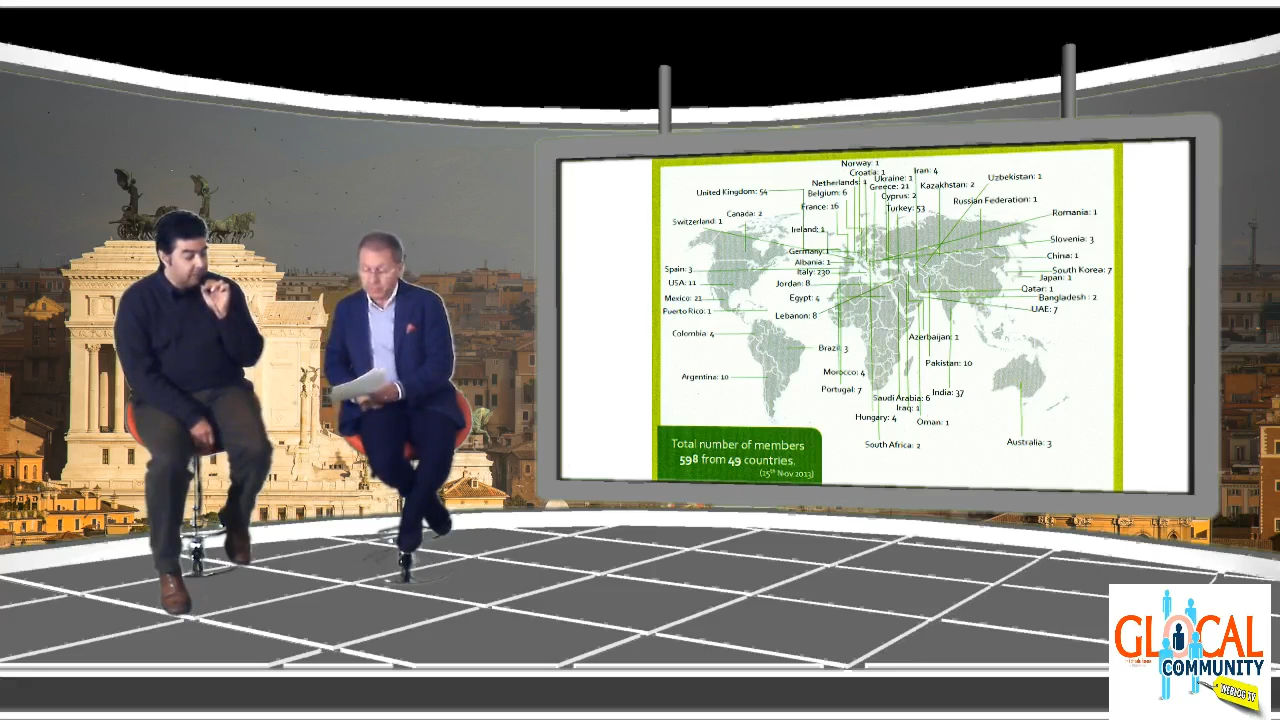 Norway: 1
Croatia: 1
Iran: 4
Ukraine: 1
Uzbekistan: 1
Netherlands: 1
Greece: 21
Kazakhstan: 2
United Kingdom: 54
Belgium: 6
Cyprus: 2
Russian Federation: 1
France: 16
Turkey: 53
Canada: 2
Romania: 1
Switzerland: 1
Ireland: 1
Slovenia: 3
Germany: 1
China: 1
Albania: 1
Spain: 3
Italy: 230
South Korea: 7
Japan: 1
USA: 11
Jordan: 8
Qatar: 1
Mexico: 21
Egypt: 4
Bangladesh : 2
Puerto Rico: 1
Lebanon: 8
UAE: 7
Colombia: 4
Azerbaijan: 1
Brazil: 3
Pakistan: 10
Morocco: 4
Argentina: 10
Portugal: 7
India: 37
Saudi Arabia: 6
Iraq: 1
Hungary: 4
Oman: 1
South Africa: 2
Australia: 3
Total number of members
598 from 49 countries.
(15th Nov 2013)
GLOCAL
COMMUNITY